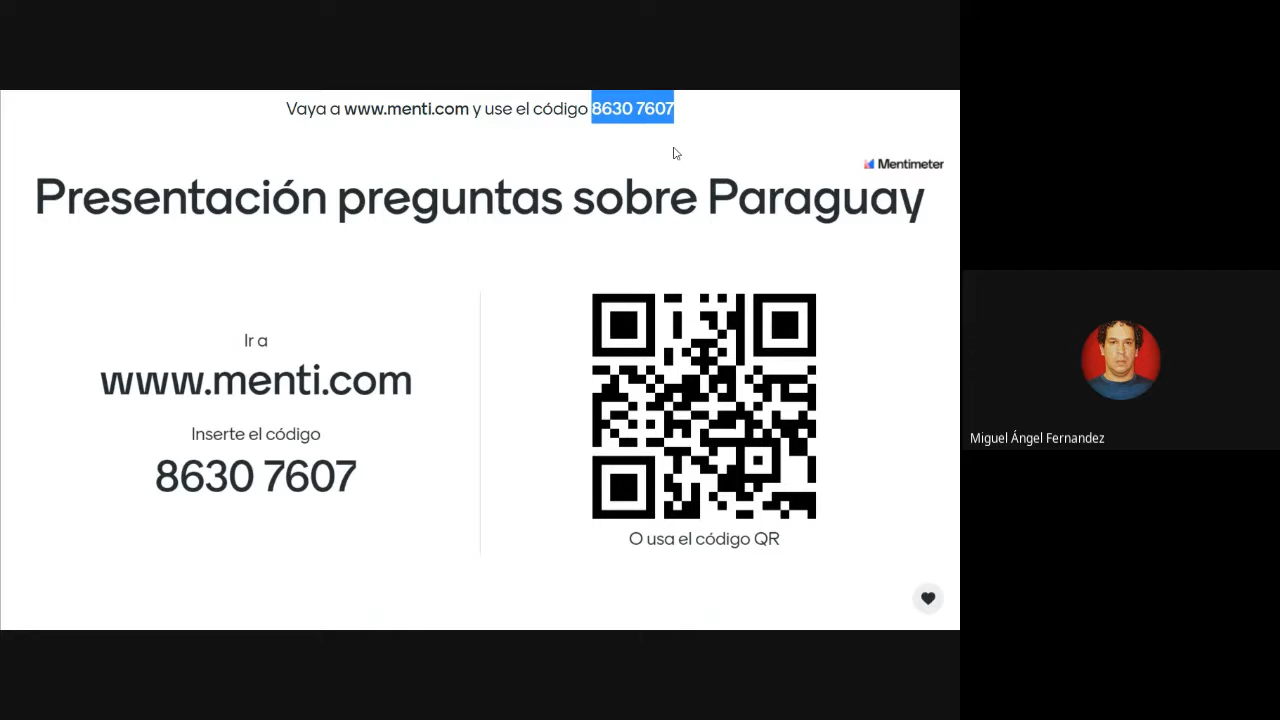 Vaya a www.menti.com y use el código 8630 7607
Mentimeter
Presentación preguntas sobre Paraguay
Ir a
www.menti.com
Inserte el código
8630 7607
O usa el código QR
Miguel Ángel Fernandez